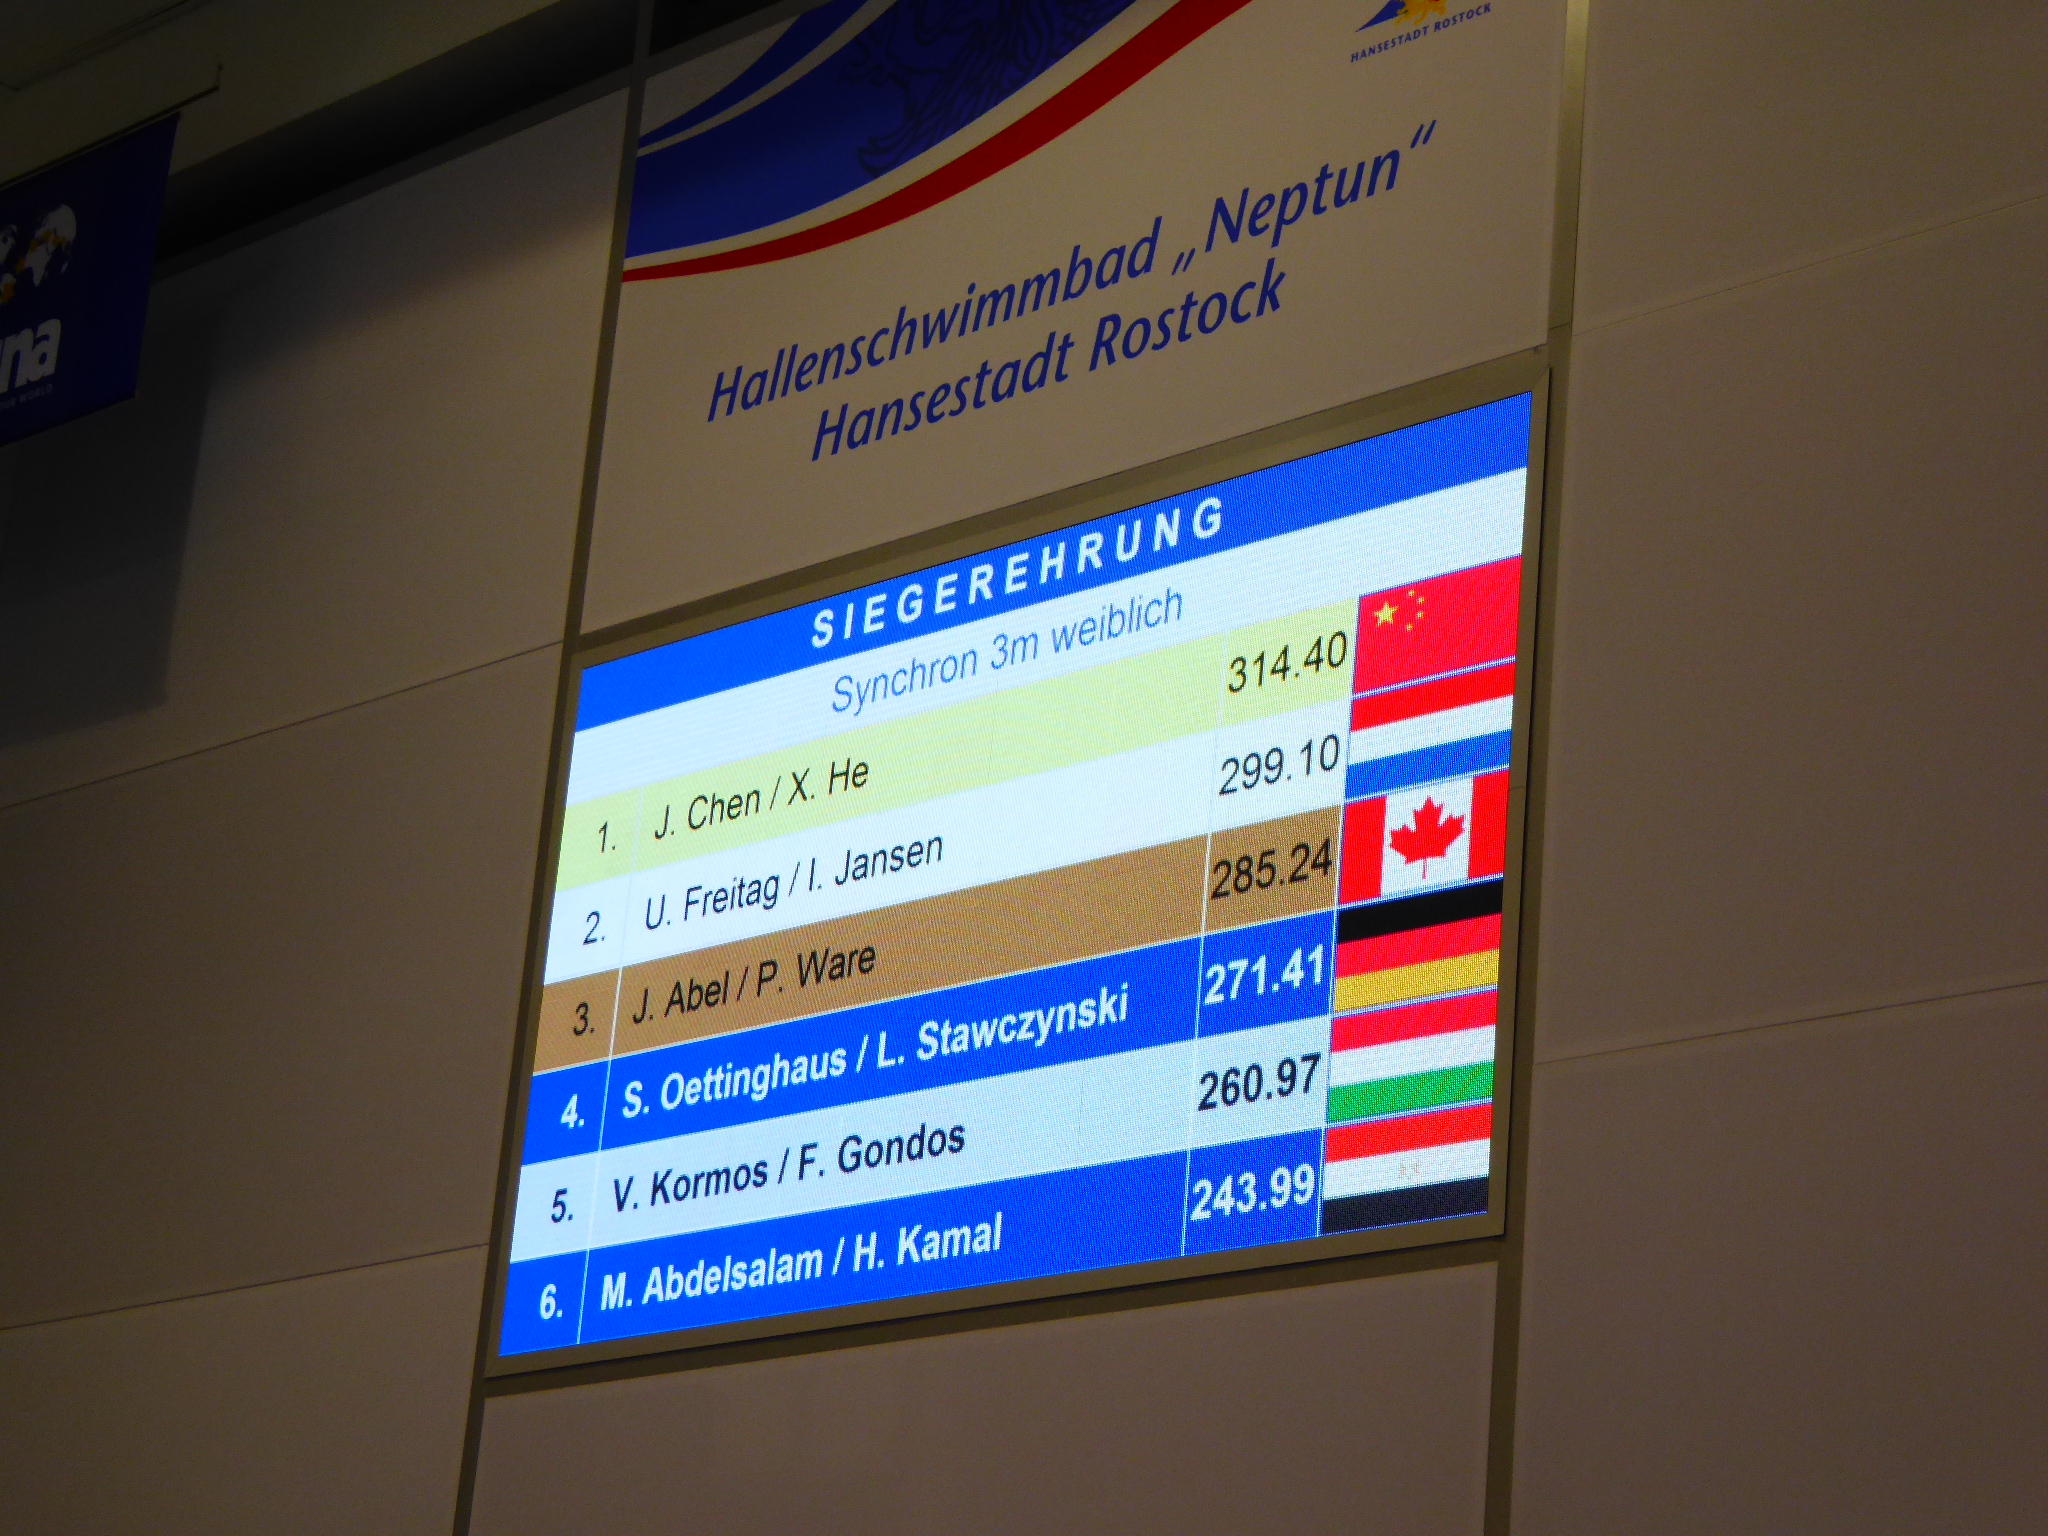 HANSESTADT ROSTOCK
Hallenschwimmbad „Neptun“
Hansestadt Rostock
SIEGEREHRUNG
Synchron 3m weiblich
1. J. Chen / X. He 314.40
2. U. Freitag / I. Jansen 299.10
3. J. Abel / P. Ware 285.24
4. S. Oettinghaus / L. Stawczynski 271.41
5. V. Kormos / F. Gondos 260.97
6. M. Abdelsalam / H. Kamal 243.99